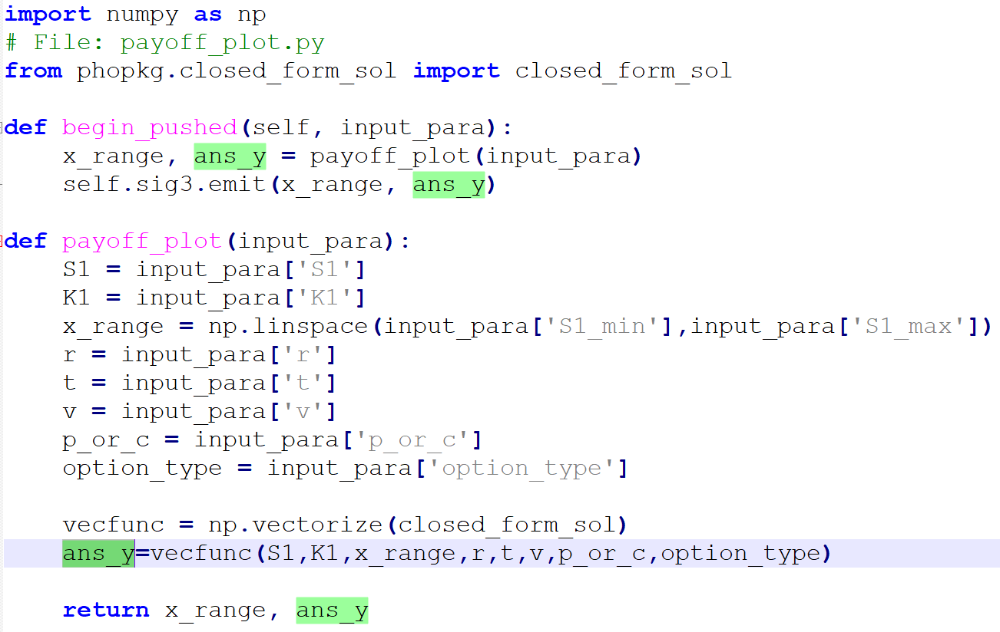 import numpy as np
# File: payoff_plot.py
from phopkg.closed_form_sol import closed_form_sol
def begin_pushed(self, input_para):
x_range, ans_y = payoff_plot(input_para)
self.sig3.emit(x_range, ans_y)
def payoff_plot(input_para):
S1 = input_para['S1']
K1 = input_para['K1']
x_range = np.linspace(input_para['S1_min'],input_para['S1_max'])
r = input_para['r']
t = input_para['t']
v = input_para['v']
p_or_c = input_para['p_or_c']
option_type = input_para['option_type']
vecfunc = np.vectorize(closed_form_sol)
ans_y=vecfunc(S1,K1,x_range,r,t,v,p_or_c,option_type)
return x_range, ans_y